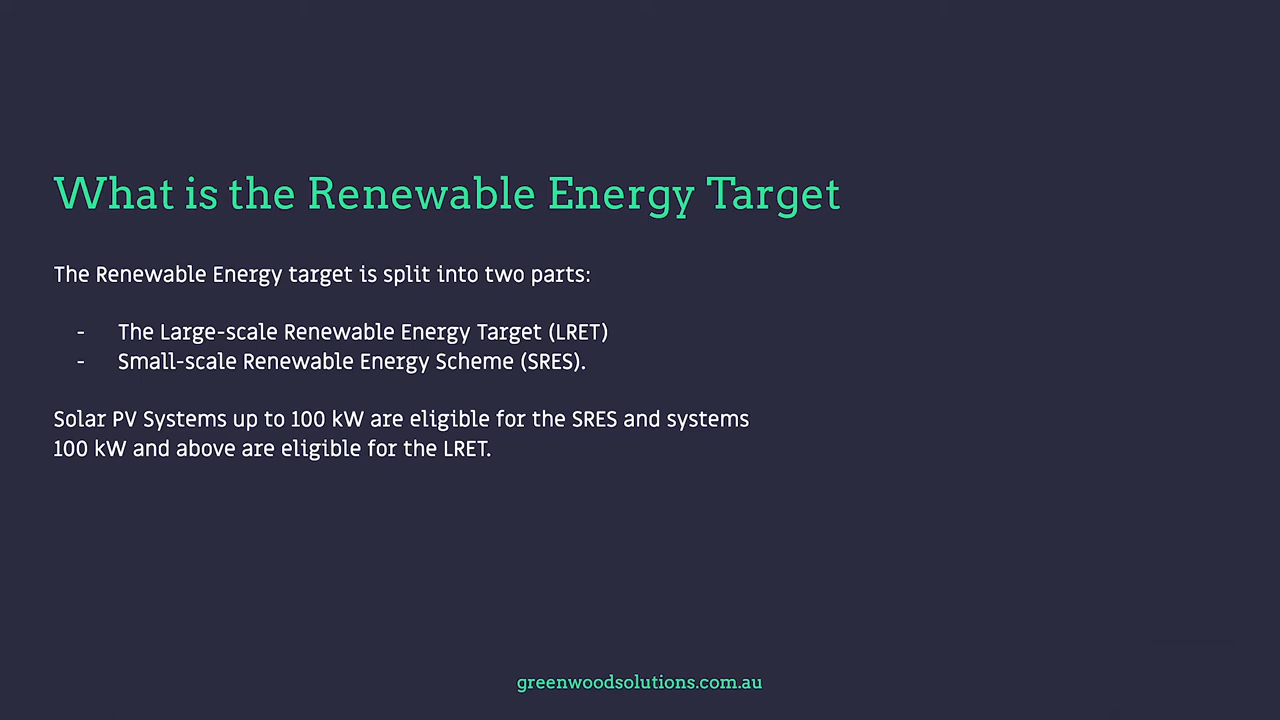 What is the Renewable Energy Target
The Renewable Energy target is split into two parts:
- The Large-scale Renewable Energy Target (LRET)
- Small-scale Renewable Energy Scheme (SRES).
Solar PV Systems up to 100 kW are eligible for the SRES and systems
100 kW and above are eligible for the LRET.
greenwoodsolutions.com.au